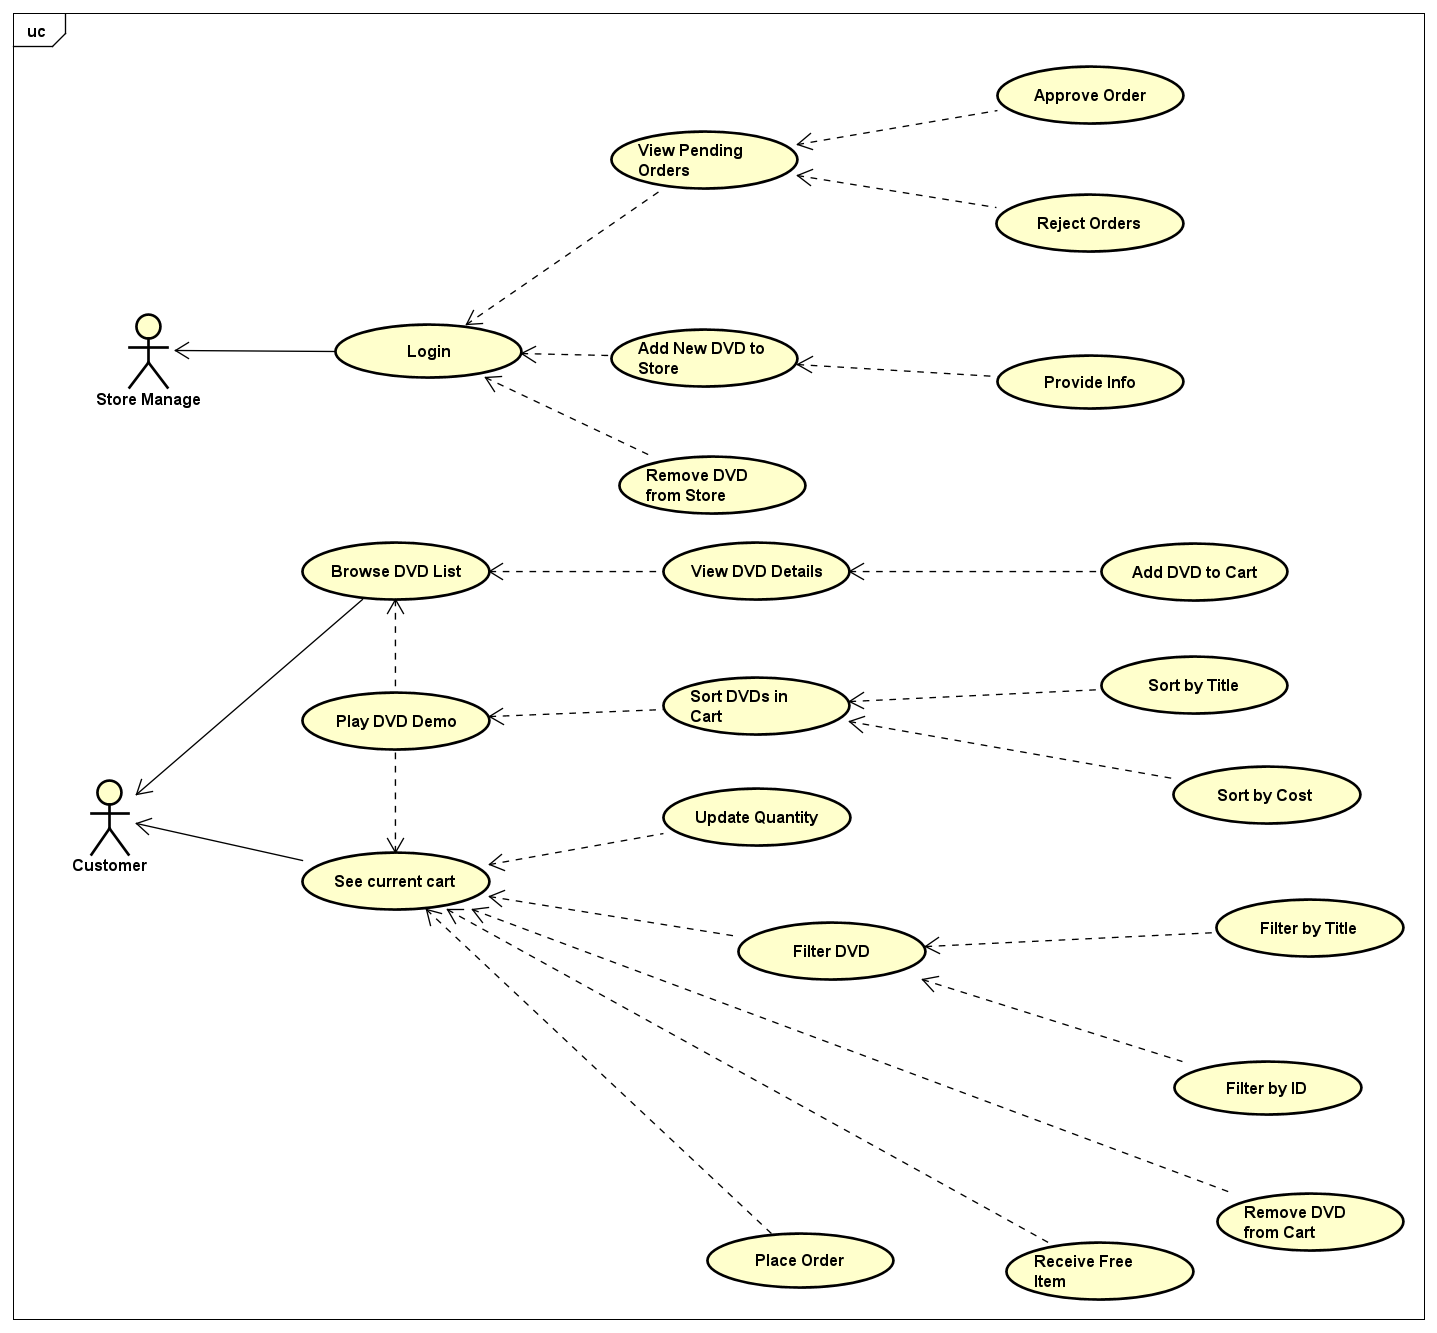 uc
Approve Order
View Pending
Orders
Reject Orders
Login
Add New DVD to
Store
Provide Info
Store Manage
Remove DVD
from Store
Browse DVD List
View DVD Details
Add DVD to Cart
Play DVD Demo
Sort DVDs in
Cart
Sort by Title
Sort by Cost
Update Quantity
Customer
See current cart
Filter DVD
Filter by Title
Filter by ID
Remove DVD
from Cart
Place Order
Receive Free
Item